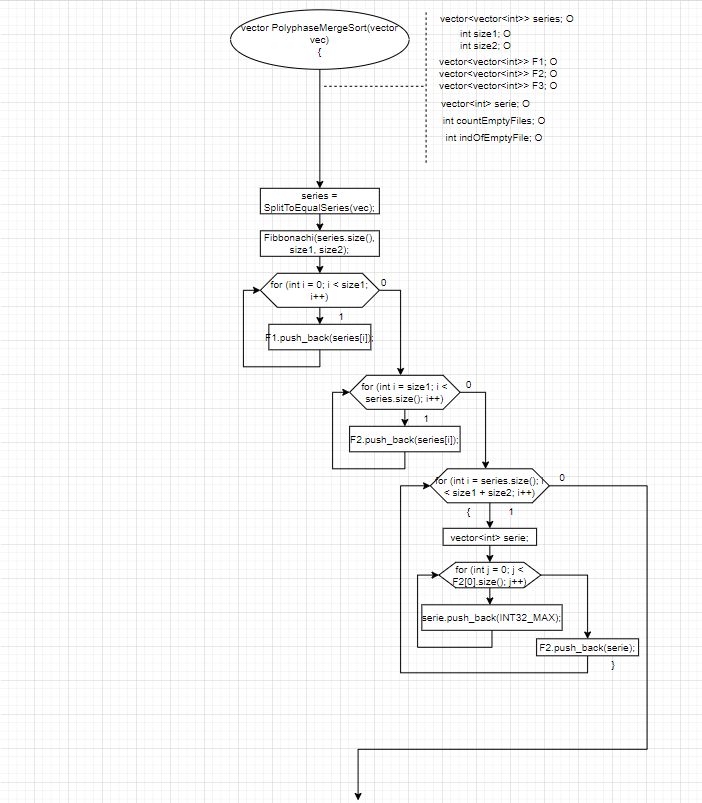 vector PolyphaseMergeSort(vector
vec)
{
vector<vector<int>> series; O
int size1; O
int size2; O
vector<vector<int>> F1; O
vector<vector<int>> F2; O
vector<vector<int>> F3; O
vector<int> serie; O
int countEmptyFiles; O
int indOfEmptyFile; O
series =
SplitToEqualSeries(vec);
Fibbonachi(series.size(),
size1, size2);
for (int i = 0; i < size1;
i++)
0
1
F1.push_back(series[i]);
for (int i = size1; i <
series.size(); i++)
0
1
F2.push_back(series[i]);
for (int i = series.size(); i
< size1 + size2; i++)
0
{
1
vector<int> serie;
for (int j = 0; j <
F2[0].size(); j++)
serie.push_back(INT32_MAX);
F2.push_back(serie);
}